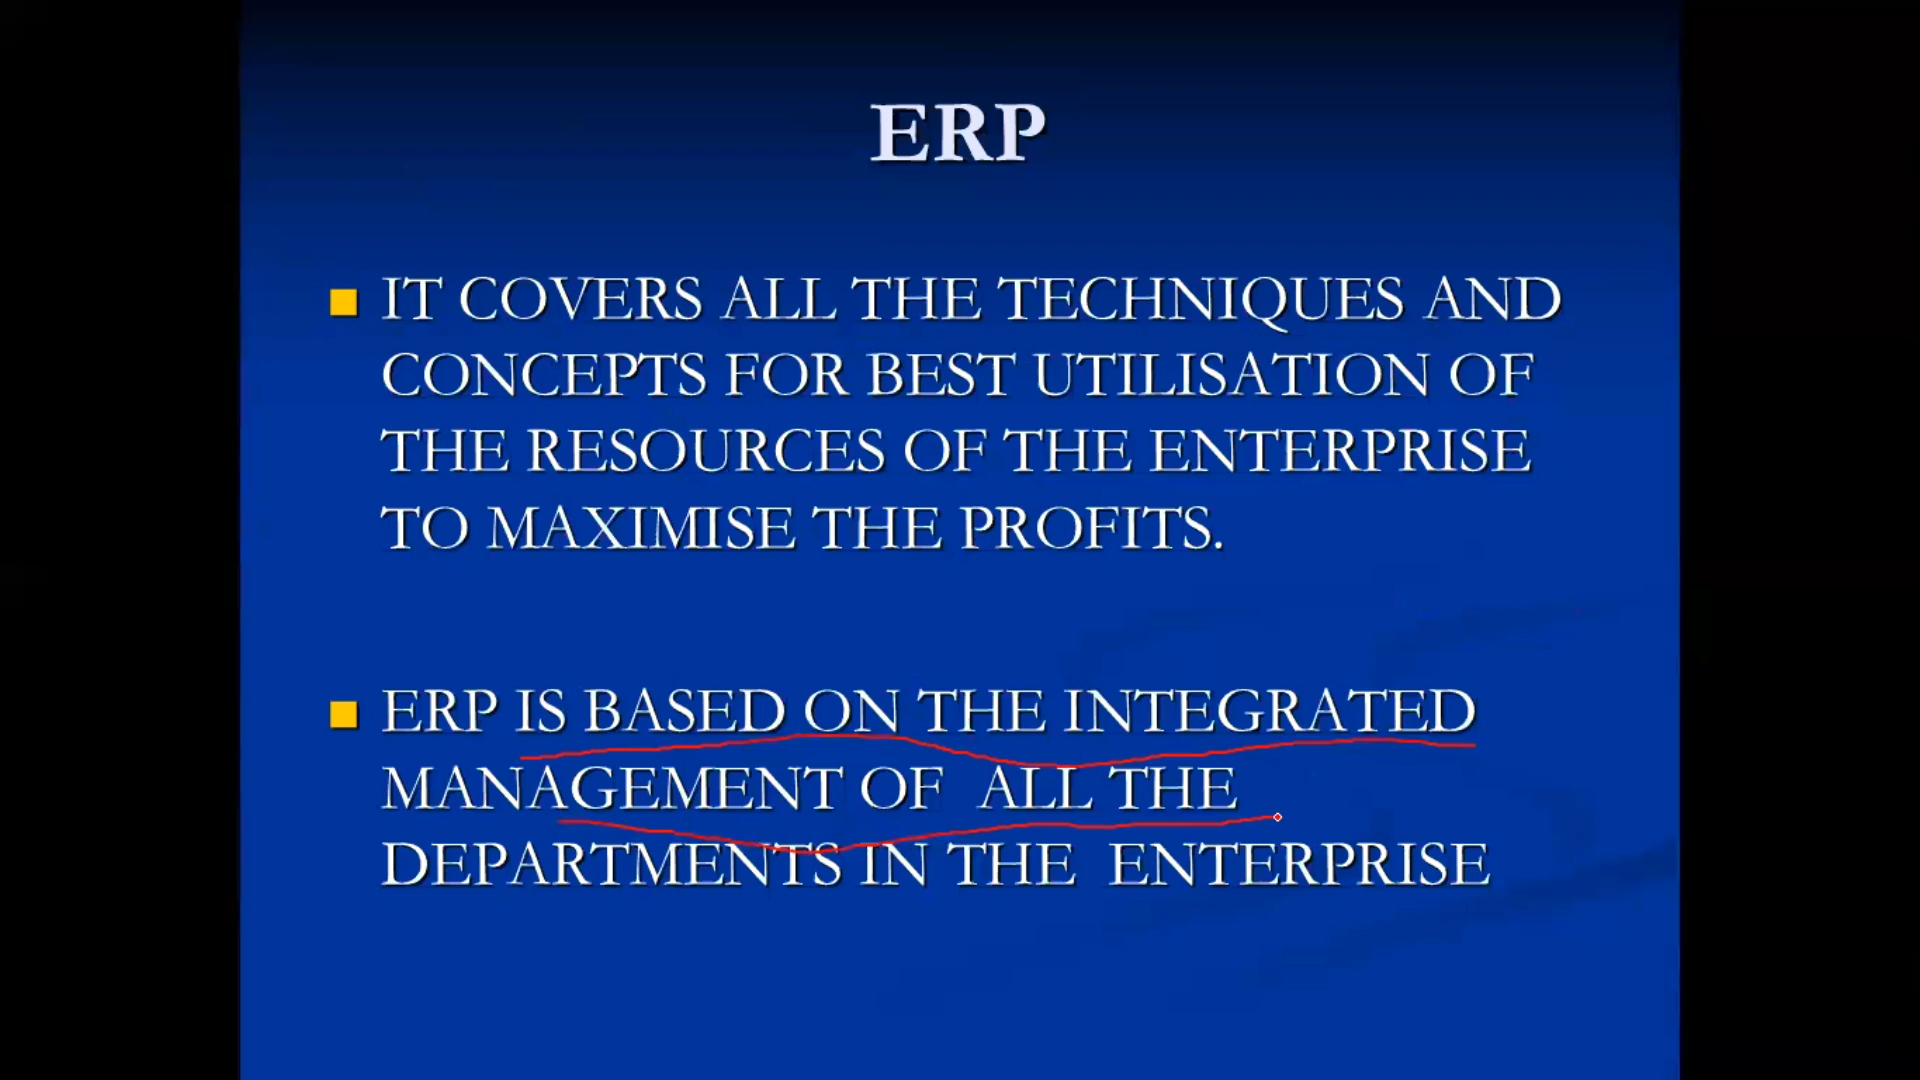 ERP
IT COVERS ALL THE TECHNIQUES AND
CONCEPTS FOR BEST UTILISATION OF
THE RESOURCES OF THE ENTERPRISE
TO MAXIMISE THE PROFITS.
ERP IS BASED ON THE INTEGRATED
MANAGEMENT OF ALL THE
DEPARTMENTS IN THE ENTERPRISE